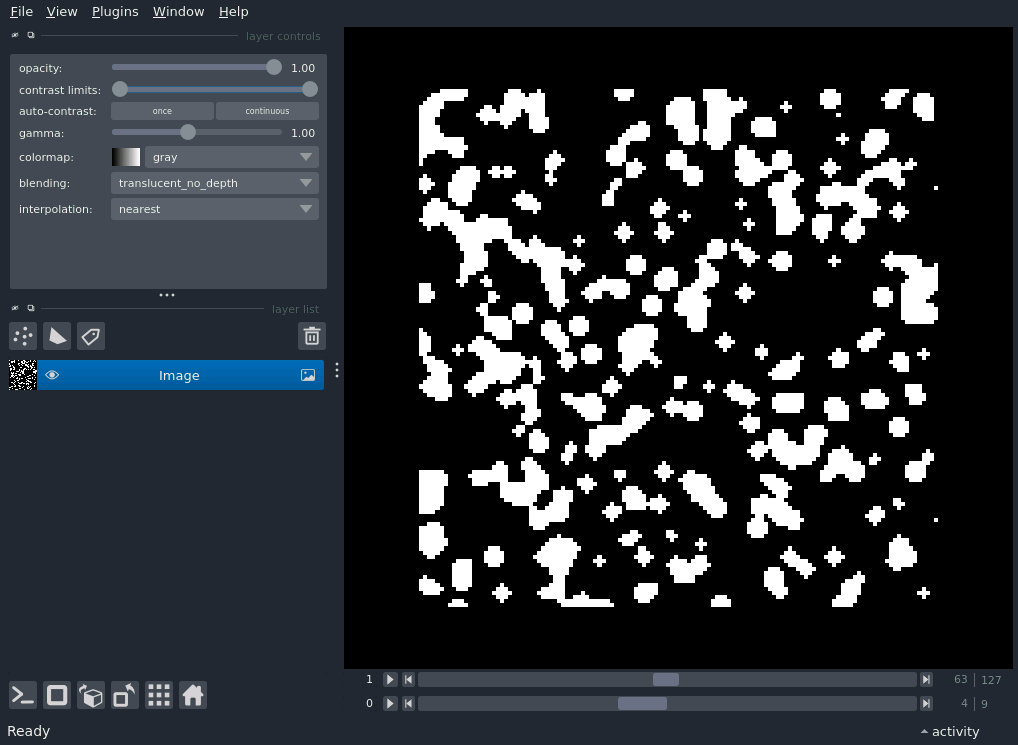 File View Plugins Window Help
layer controls
opacity: 1.00
contrast limits:
auto-contrast: once continuous
gamma: 1.00
colormap: gray
blending: translucent_no_depth
interpolation: nearest
layer list
Image
1 63 127
0 4 9
Ready activity